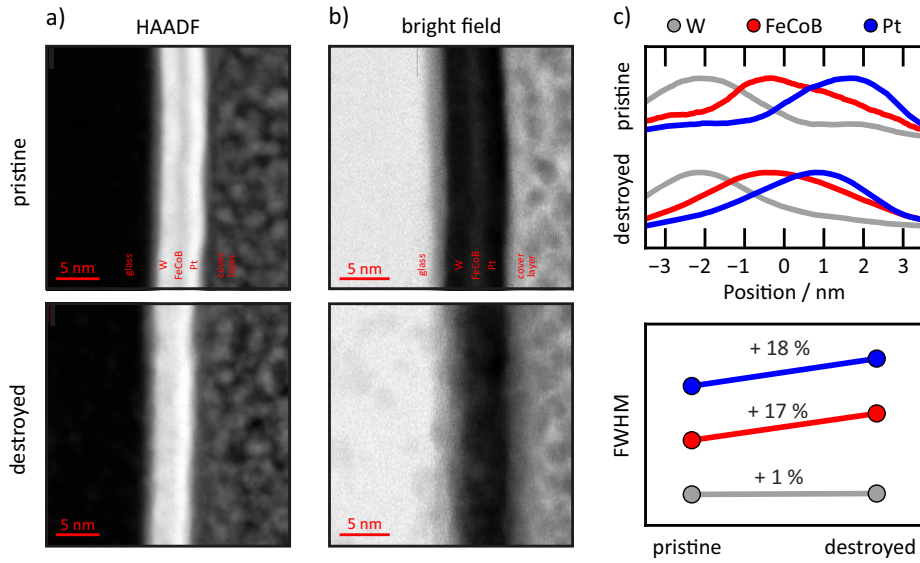 a)
HAADF
b)
bright field
c)
W
FeCoB
Pt
pristine
glass
W
FeCoB
Pt
cover
layer
5 nm
glass
W
FeCoB
Pt
cover
layer
5 nm
pristine
destroyed
−3
−2
−1
0
1
2
3
Position / nm
destroyed
5 nm
5 nm
FWHM
+ 18 %
+ 17 %
+ 1 %
pristine
destroyed